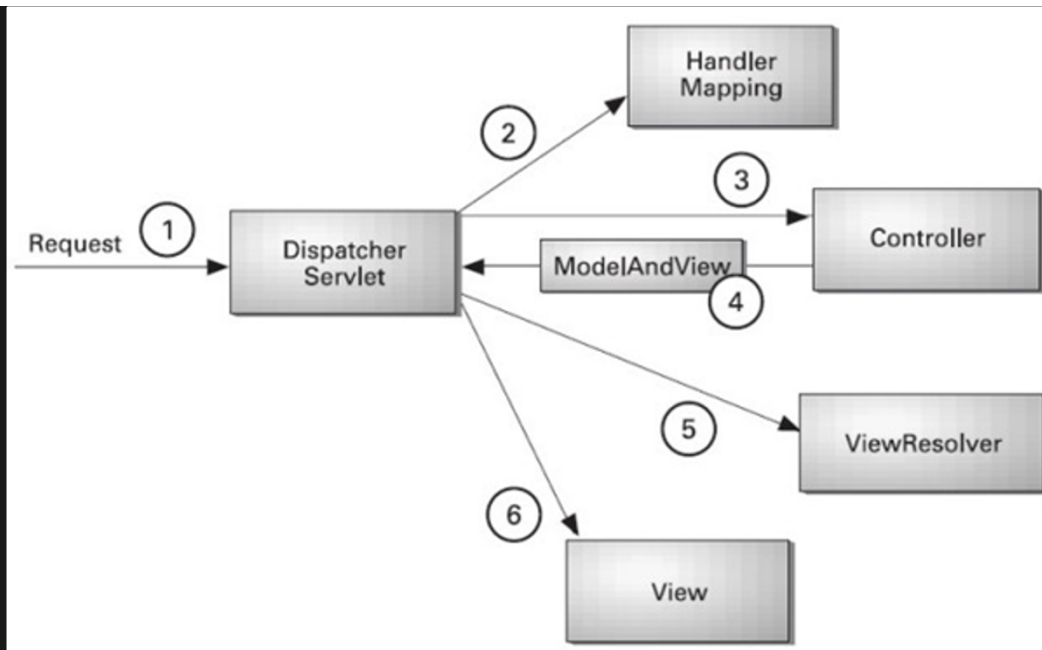 Handler
Mapping
2
3
1
Request
Dispatcher
Servlet
Controller
ModelAndView
4
5
ViewResolver
6
View